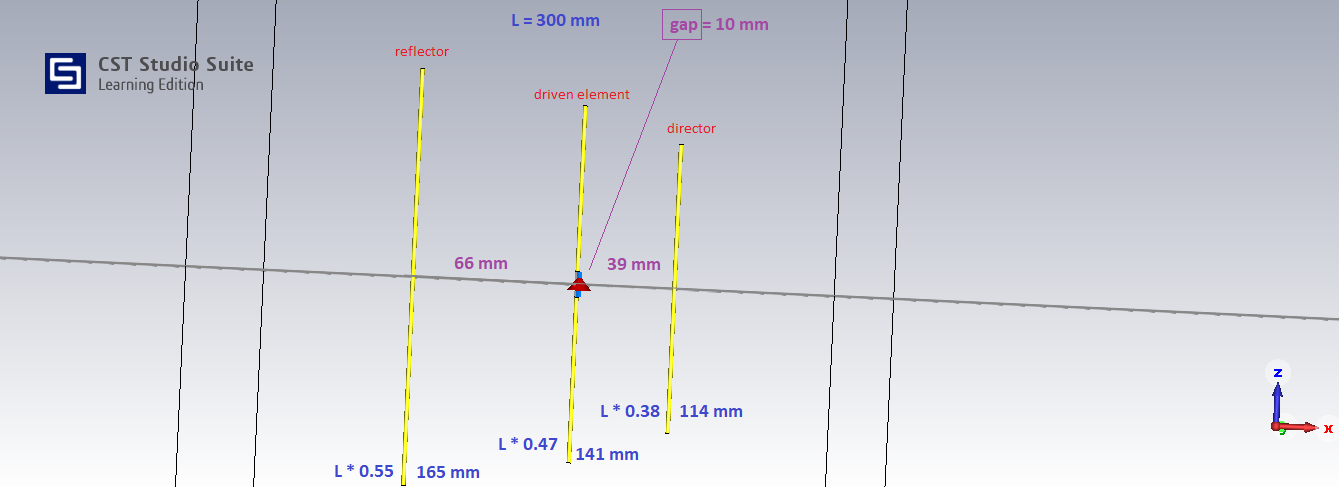 L = 300 mm
gap = 10 mm
reflector
CST Studio Suite
Learning Edition
driven element
director
66 mm
39 mm
z
L * 0.38 114 mm
y
x
L * 0.47
141 mm
L * 0.55 165 mm